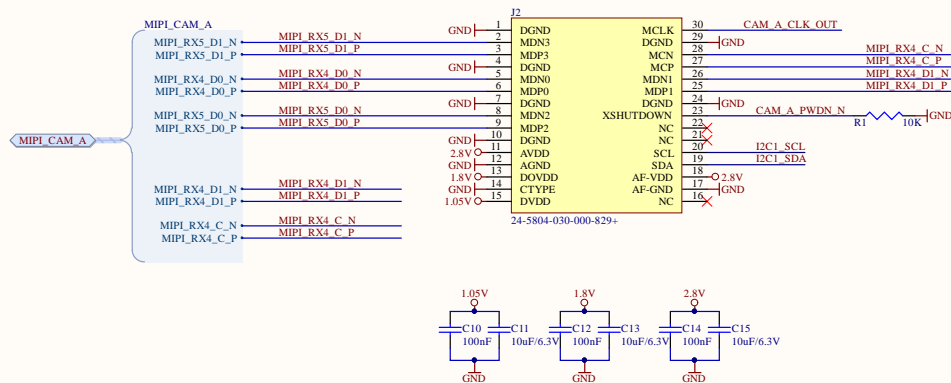 MIPI_CAM_A
MIPI_CAM_A
MIPI_RX5_D1_N
MIPI_RX5_D1_P
MIPI_RX4_D0_N
MIPI_RX4_D0_P
MIPI_RX5_D0_N
MIPI_RX5_D0_P
MIPI_RX4_D1_N
MIPI_RX4_D1_P
MIPI_RX4_C_N
MIPI_RX4_C_P
MIPI_RX5_D1_N
MIPI_RX5_D1_P
MIPI_RX4_D0_N
MIPI_RX4_D0_P
MIPI_RX5_D0_N
MIPI_RX5_D0_P
MIPI_RX4_D1_N
MIPI_RX4_D1_P
MIPI_RX4_C_N
MIPI_RX4_C_P
J2
GND 1 DGND MCLK 30 CAM_A_CLK_OUT
2 MDN3 DGND 29 GND
3 MDP3 MCN 28 MIPI_RX4_C_N
GND 4 DGND MCP 27 MIPI_RX4_C_P
5 MDN0 MDN1 26 MIPI_RX4_D1_N
6 MDP0 MDP1 25 MIPI_RX4_D1_P
GND 7 DGND DGND 24 GND
8 MDN2 XSHUTDOWN 23 CAM_A_PWDN_N R1 10K GND
9 MDP2 NC 22
GND 10 DGND NC 21
2.8V 11 AVDD SCL 20 I2C1_SCL
GND 12 AGND SDA 19 I2C1_SDA
1.8V 13 DOVDD AF-VDD 18 2.8V
GND 14 CTYPE AF-GND 17 GND
1.05V 15 DVDD NC 16
24-5804-030-000-829+
1.05V 1.8V 2.8V
C10 C11 C12 C13 C14 C15
100nF 10uF/6.3V 100nF 10uF/6.3V 100nF 10uF/6.3V
GND GND GND